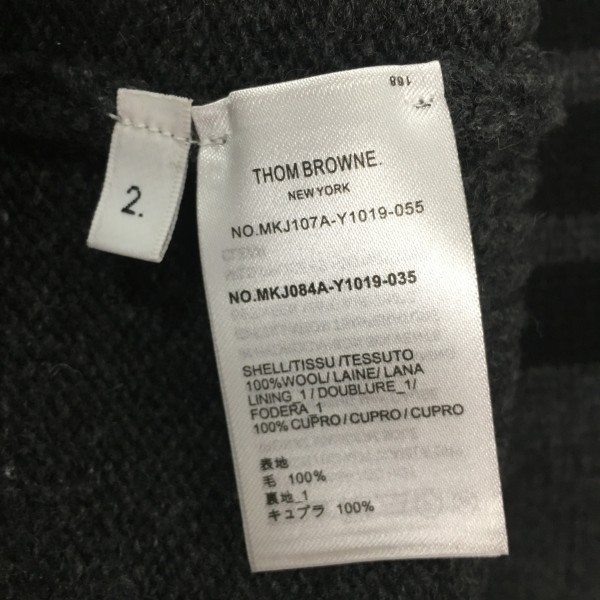 168
2.
THOM BROWNE.
NEW YORK
NO.MKJ107A-Y1019-055
NO.MKJ084A-Y1019-035
SHELL/TISSU/TESSUTO
100%WOOL/LAINE/LANA
LINING_1/DOUBLURE_1/
FODERA_1
100%CUPRO/CUPRO/CUPRO
表地
毛 100%
裏地_1
キュプラ 100%